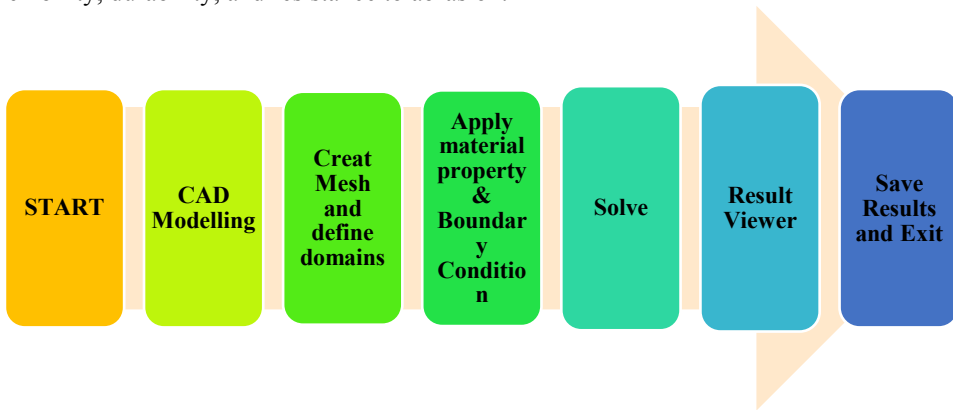 START
CAD
Modelling
Creat
Mesh
and
define
domains
Apply
material
property
&
Boundar
y
Conditio
n
Solve
Result
Viewer
Save
Results
and Exit